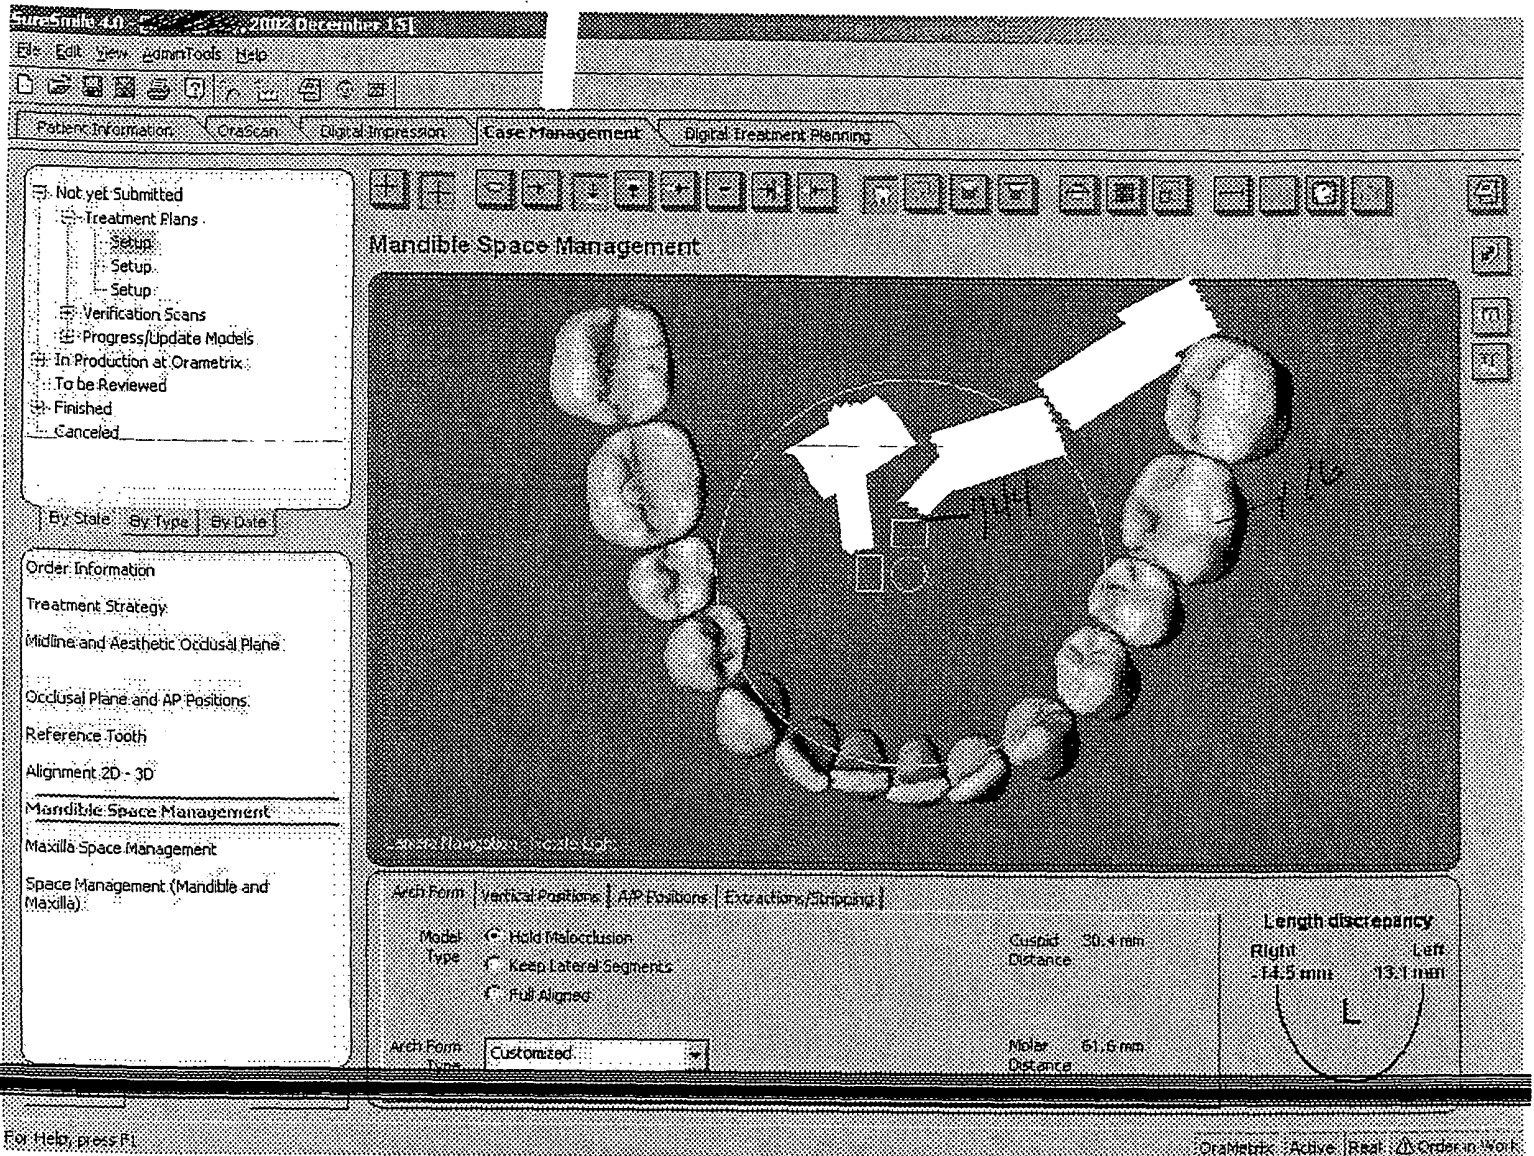 SureSmile 4.0 - 2002 December 15]
File Edit View AdminTools Help
Patient Information OraScan Digital Impression Case Management Digital Treatment Planning
Not yet Submitted
Treatment Plans
Setup
Setup
Setup
Verification Scans
Progress/Update Models
In Production at Orametrix
To be Reviewed
Finished
Canceled
By State By Type By Date
Order Information
Treatment Strategy
Midline and Aesthetic Occlusal Plane
Occlusal Plane and AP Positions
Reference Tooth
Alignment 2D - 3D
Mandible Space Management
Maxilla Space Management
Space Management (Mandible and
Maxilla)
Mandible Space Management
744
Arch Form Vertical Positions A/P Positions Extractions/Stripping
Model
Type
Hold Malocclusion
Keep Lateral Segments
Full Aligned
Arch Form
Type
Customized
Cuspid
Distance
30.4 mm
Molar
Distance
61.6 mm
Length discrepancy
Right Left
-14.5 mm 13.1 mm
L
For Help, press F1
OraMetrix Active Real Order in Work